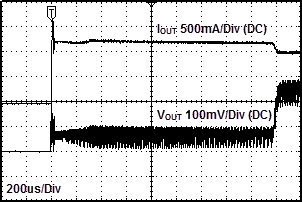 T
IOUT 500mA/Div (DC)
VOUT 100mV/Div (DC)
200us/Div